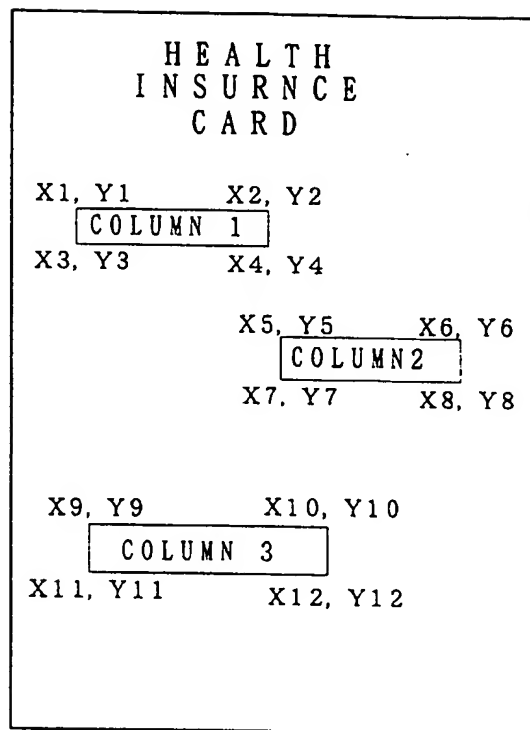 HEALTH
INSURNCE
CARD
X1, Y1 X2, Y2
COLUMN 1
X3, Y3 X4, Y4
X5, Y5 X6, Y6
COLUMN2
X7, Y7 X8, Y8
X9, Y9 X10, Y10
COLUMN 3
X11, Y11 X12, Y12